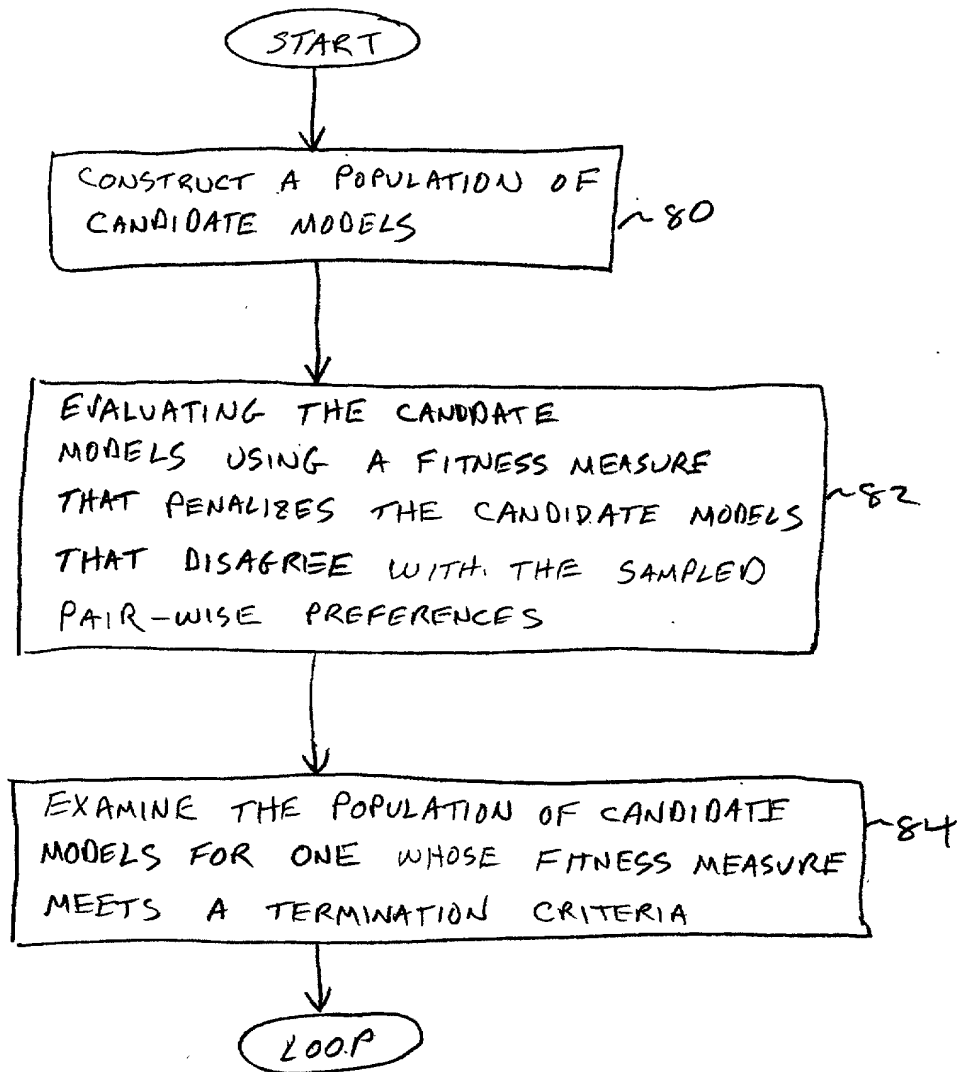 START
CONSTRUCT A POPULATION OF
CANDIDATE MODELS
~80
EVALUATING THE CANDDATE
MODELS USING A FITNESS MEASURE
THAT PENALIZES THE CANDIDATE MODELS
THAT DISAGREE WITH THE SAMPLED
PAIR-WISE PREFERENCES
~82
EXAMINE THE POPULATION OF CANDIDATE
MODELS FOR ONE WHOSE FITNESS MEASURE
MEETS A TERMINATION CRITERIA
~84
LOOP